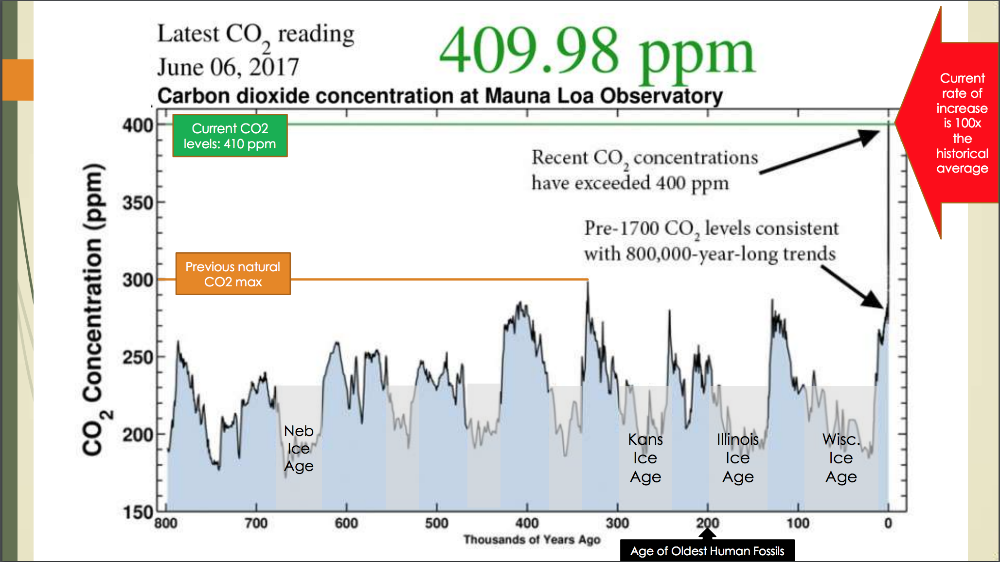 Latest CO2 reading
June 06, 2017
409.98 ppm
Carbon dioxide concentration at Mauna Loa Observatory
Current
rate of
increase
is 100x
the
historical
average
Current CO2
levels: 410 ppm
Recent CO2 concentrations
have exceeded 400 ppm
Pre-1700 CO2 levels consistent
with 800,000-year-long trends
Previous natural
CO2 max
CO2 Concentration (ppm)
400
350
300
250
200
150
Neb
Ice
Age
Kans
Ice
Age
Illinois
Ice
Age
Wisc.
Ice
Age
800 700 600 500 400 300 200 100 0
Thousands of Years Ago
Age of Oldest Human Fossils